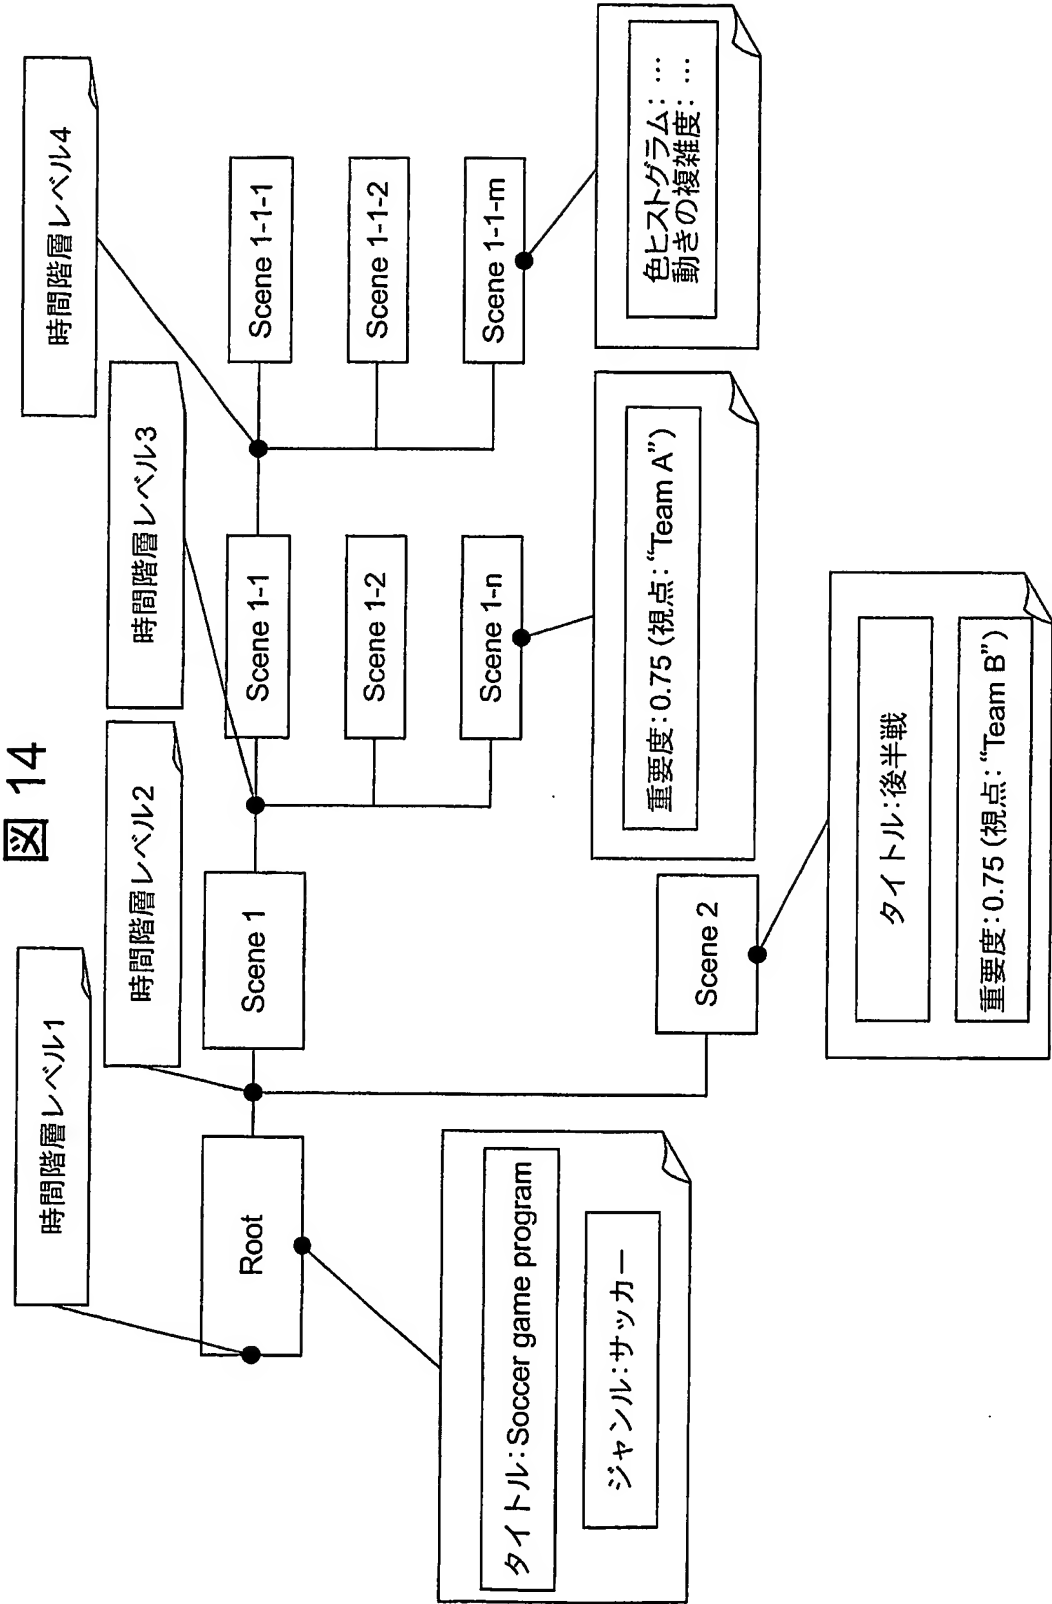 図 14
時間階層レベル1
時間階層レベル2
時間階層レベル3
時間階層レベル4
Root
Scene 1
Scene 1-1
Scene 1-1-1
Scene 1-2
Scene 1-1-2
Scene 1-n
Scene 1-1-m
Scene 2
タイトル:Soccer game program
ジャンル:サッカー
重要度:0.75 (視点:“Team A”)
色ヒストグラム: …
動きの複雑度: …
タイトル:後半戦
重要度:0.75 (視点:“Team B”)